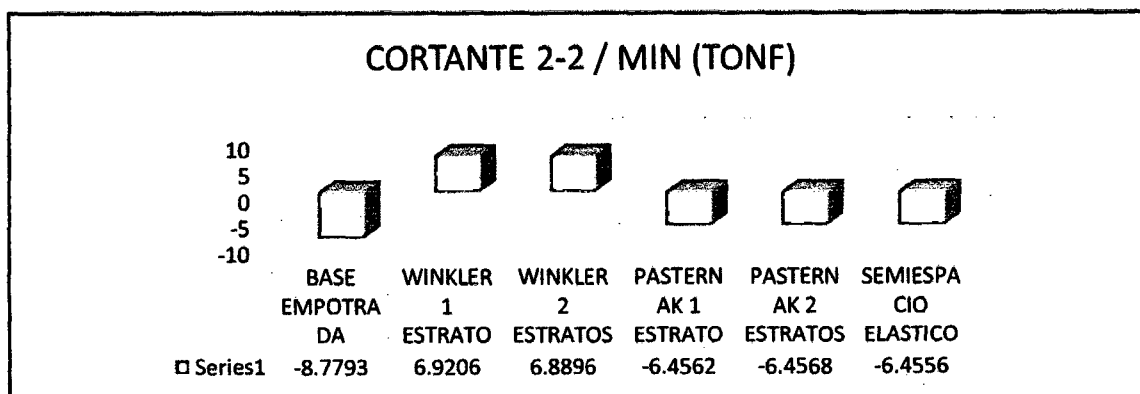 CORTANTE 2-2 / MIN (TONF)
10
5
0
-5
-10
BASE EMPOTRA DA
WINKLER 1 ESTRATO
WINKLER 2 ESTRATOS
PASTERN AK 1 ESTRATO
PASTERN AK 2 ESTRATOS
SEMIESPA CIO ELASTICO
Series1 -8.7793 6.9206 6.8896 -6.4562 -6.4568 -6.4556